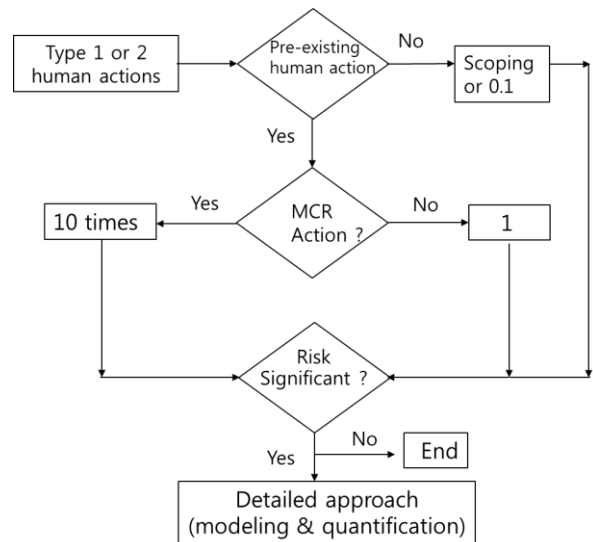 Type 1 or 2
human actions
Pre-existing
human action
No
Scoping
or 0.1
Yes
Yes
MCR
Action ?
No
10 times
1
Risk
Significant ?
No
End
Yes
Detailed approach
(modeling & quantification)